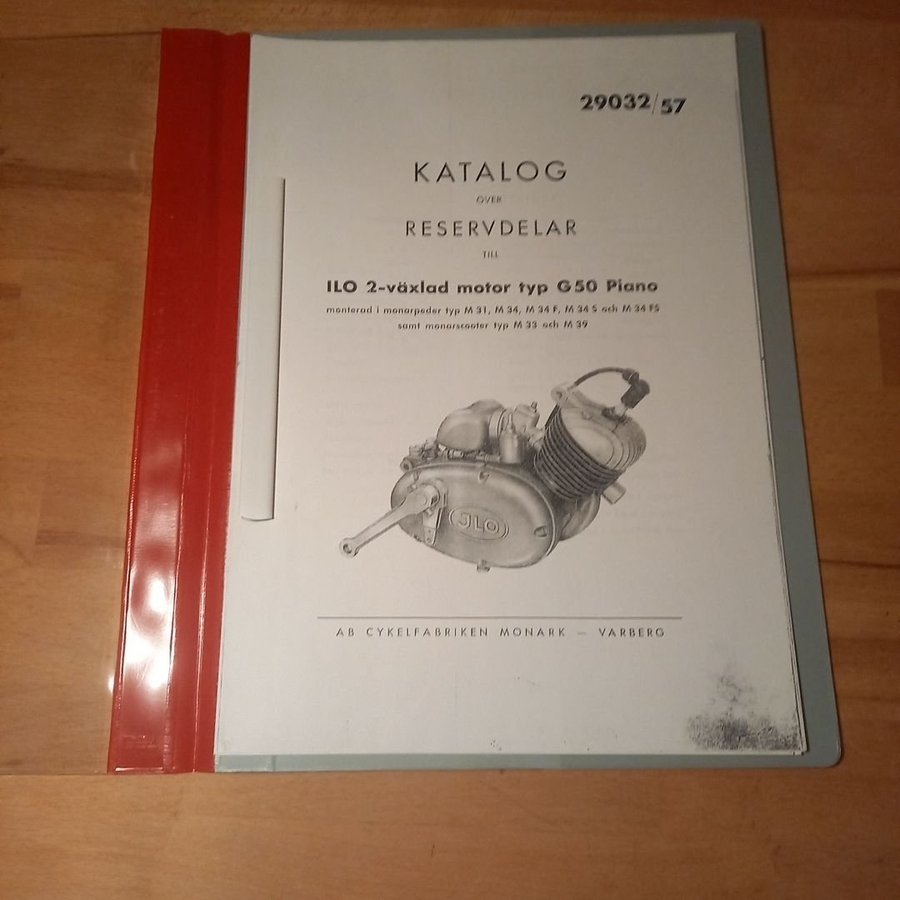 29032/57
KATALOG
ÖVER
RESERVDELAR
TILL
ILO 2-växlad motor typ G50 Piano
monterad i monarpeder typ M 31, M 34, M 34 F, M 34 S och M 34 FS
samt monarscooter typ M 33 och M 39
JLO
AB CYKELFABRIKEN MONARK — VARBERG